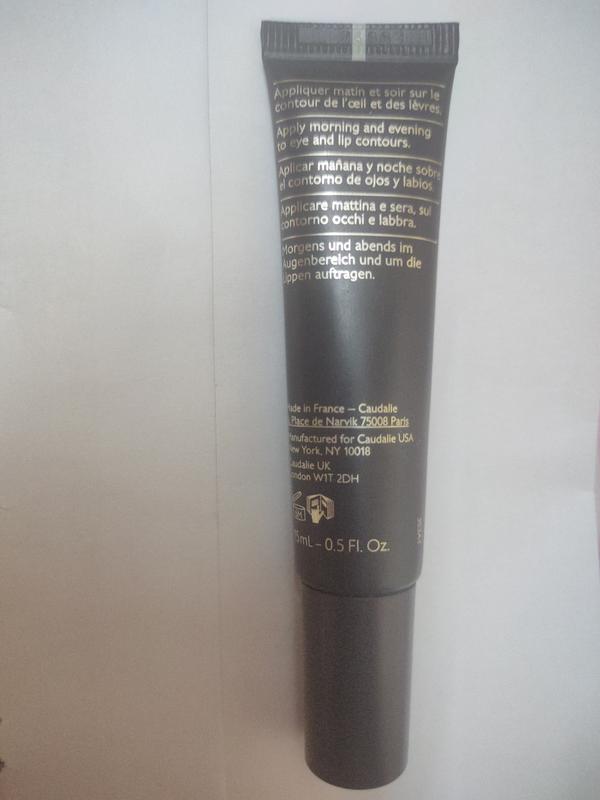 Appliquer matin et soir sur le
contour de l'œil et des lèvres.
Apply morning and evening
to eye and lip contours.
Aplicar mañana y noche sobre
el contorno de ojos y labios.
Applicare mattina e sera, sul
contorno occhi e labbra.
Morgens und abends im
Augenbereich und um die
Lippen auftragen.
Made in France – Caudalie
Place de Narvik 75008 Paris
Manufactured for Caudalie USA
New York, NY 10018
Caudalie UK
London W1T 2DH
15mL – 0.5 Fl. Oz.